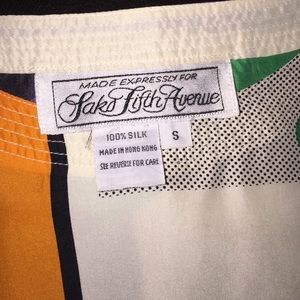 MADE EXPRESSLY FOR
Saks Fifth Avenue
100% SILK
MADE IN HONG KONG
SEE REVERSE FOR CARE
S